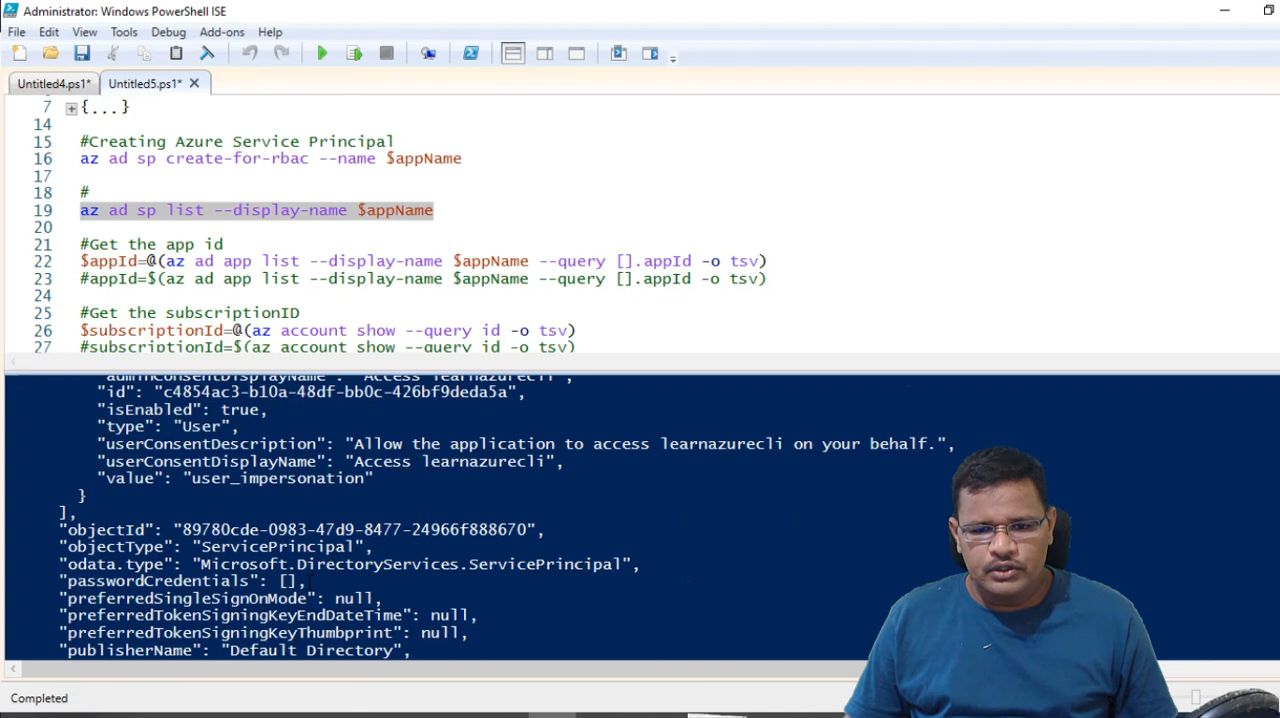 Administrator: Windows PowerShell ISE
File Edit View Tools Debug Add-ons Help
Untitled4.ps1* Untitled5.ps1*
7 {...}
14
15 #Creating Azure Service Principal
16 az ad sp create-for-rbac --name $appName
17
18 #
19 az ad sp list --display-name $appName
20
21 #Get the app id
22 $appId=@(az ad app list --display-name $appName --query [].appId -o tsv)
23 #appId=$(az ad app list --display-name $appName --query [].appId -o tsv)
24
25 #Get the subscriptionID
26 $subscriptionId=@(az account show --query id -o tsv)
27 #subscriptionId=$(az account show --query id -o tsv)
"adminConsentDisplayName": "Access learnazurecli",
"id": "c4854ac3-b10a-48df-bb0c-426bf9deda5a",
"isEnabled": true,
"type": "User",
"userConsentDescription": "Allow the application to access learnazurecli on your behalf.",
"userConsentDisplayName": "Access learnazurecli",
"value": "user_impersonation"
}
],
"objectId": "89780cde-0983-47d9-8477-24966f888670",
"objectType": "ServicePrincipal",
"odata.type": "Microsoft.DirectoryServices.ServicePrincipal",
"passwordCredentials": [],
"preferredSingleSignOnMode": null,
"preferredTokenSigningKeyEndDateTime": null,
"preferredTokenSigningKeyThumbprint": null,
"publisherName": "Default Directory",
Completed